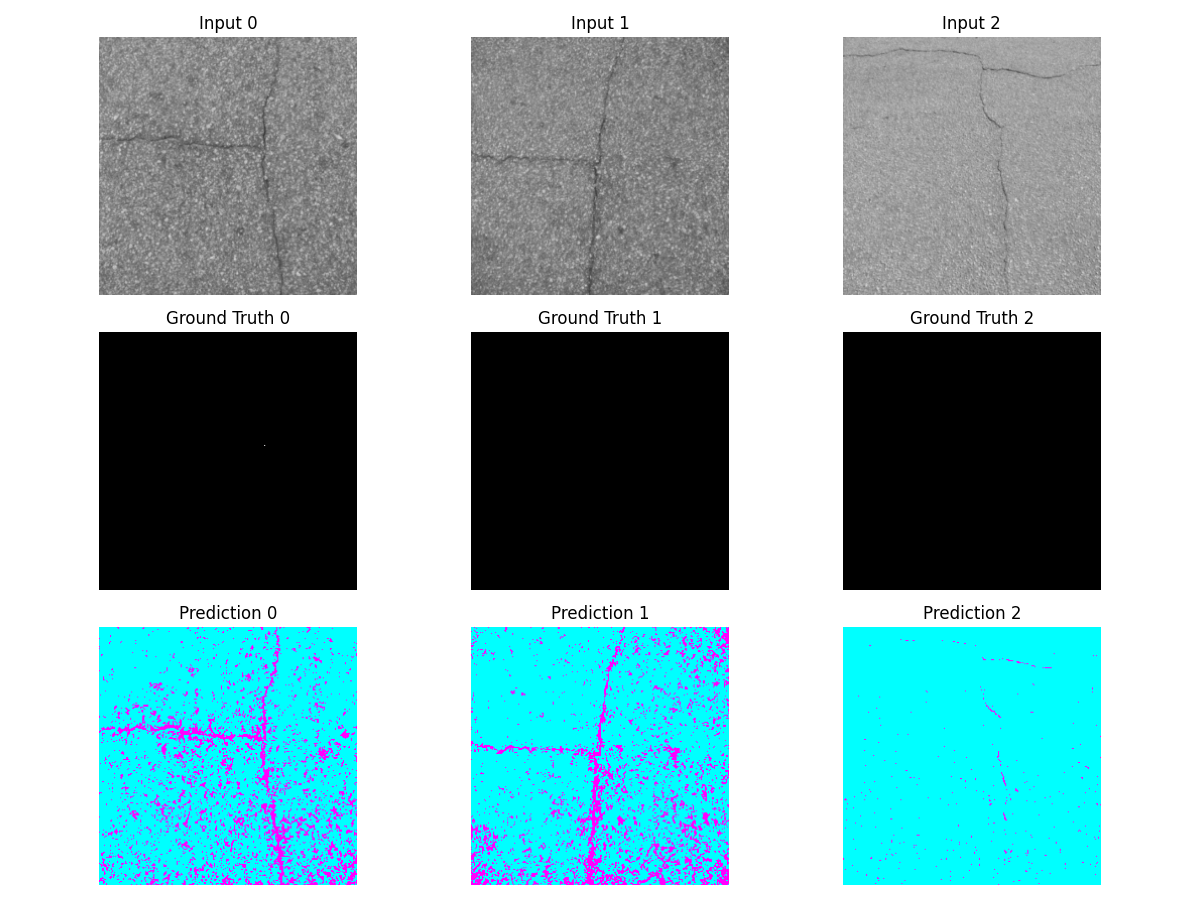 Input 0
Input 1
Input 2
Ground Truth 0
Ground Truth 1
Ground Truth 2
Prediction 0
Prediction 1
Prediction 2